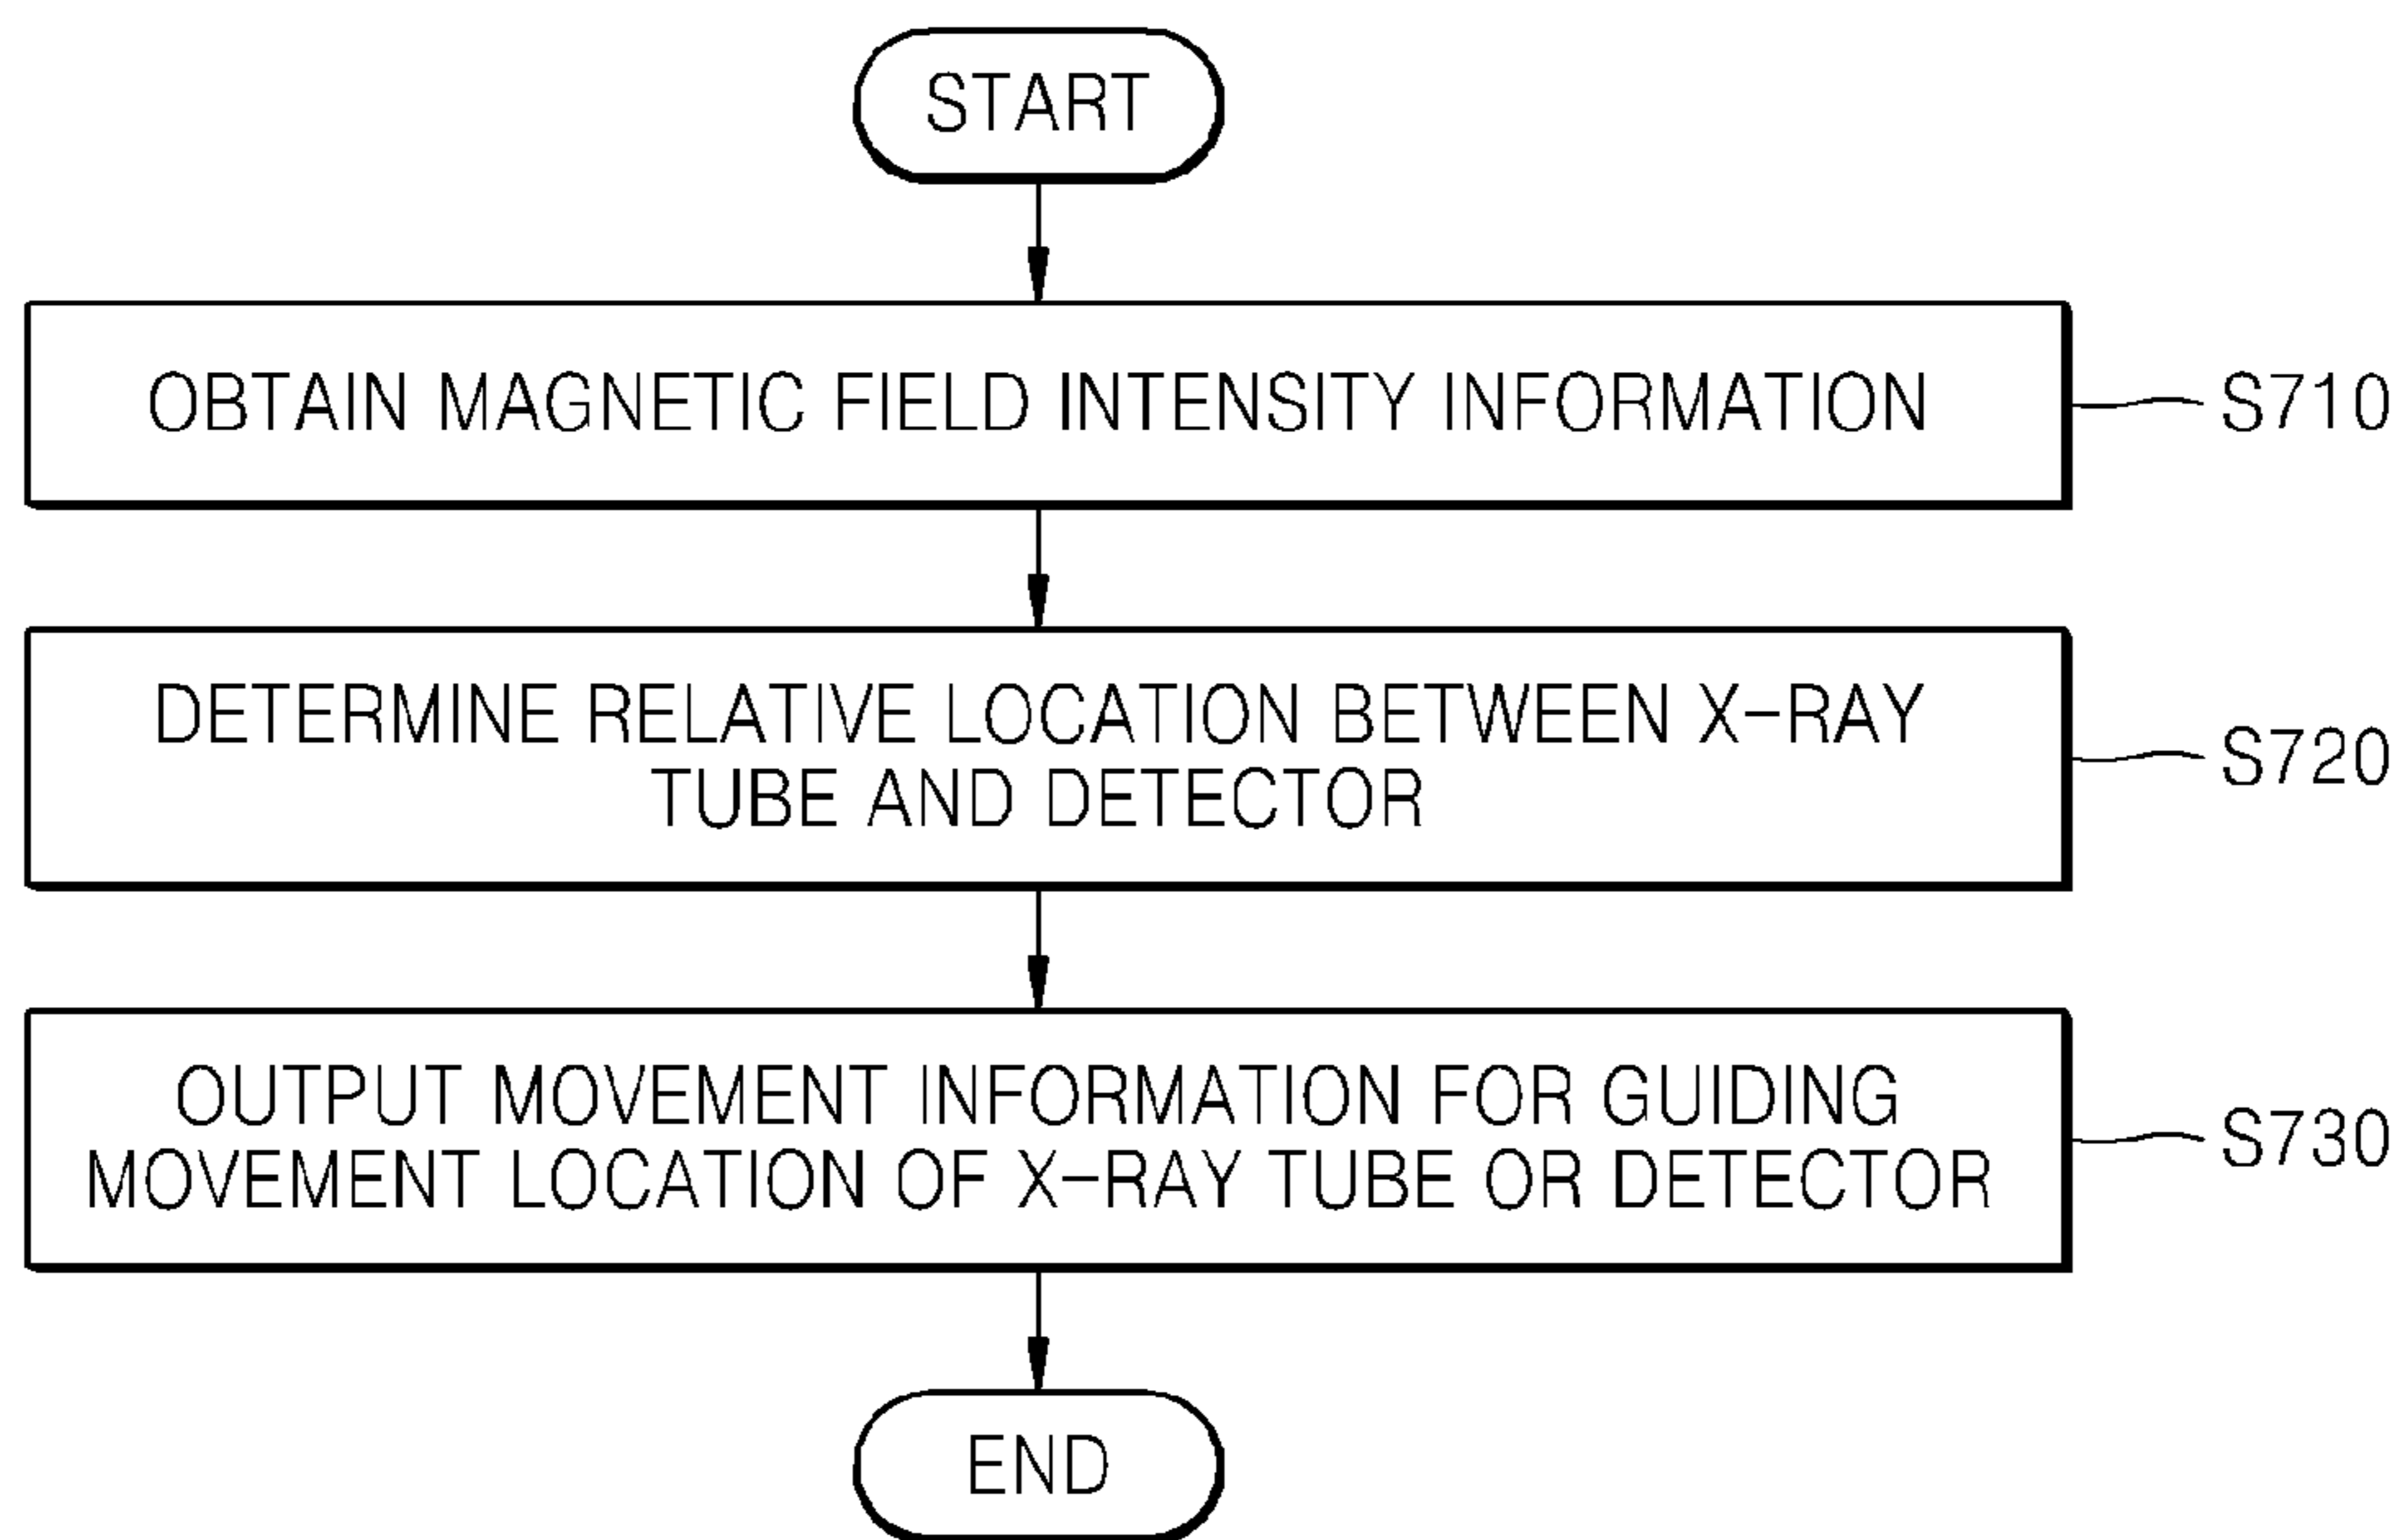 START
OBTAIN MAGNETIC FIELD INTENSITY INFORMATION
S710
DETERMINE RELATIVE LOCATION BETWEEN X-RAY
TUBE AND DETECTOR
S720
OUTPUT MOVEMENT INFORMATION FOR GUIDING
MOVEMENT LOCATION OF X-RAY TUBE OR DETECTOR
S730
END